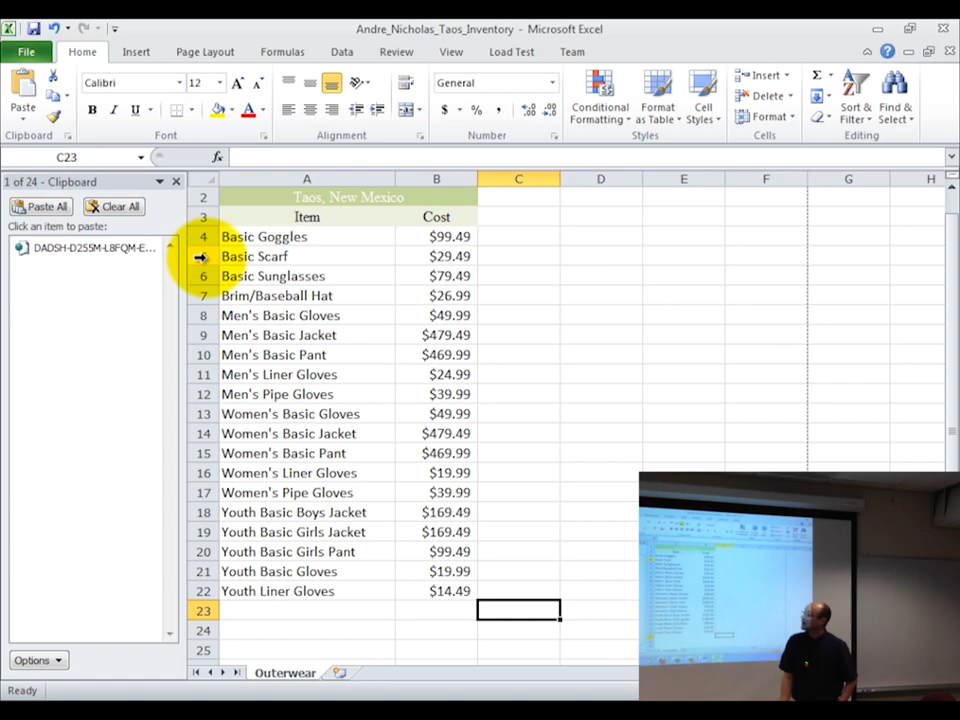 Andre_Nicholas_Taos_Inventory - Microsoft Excel
File Home Insert Page Layout Formulas Data Review View Load Test Team
Paste Calibri 12 General Conditional Formatting Format as Table Cell Styles Insert Delete Format Sort & Filter Find & Select
B I U A $ % ,
Clipboard Font Alignment Number Styles Cells Editing
C23 fx
1 of 24 - Clipboard A B C D E F G H
Paste All Clear All
Click an item to paste:
DADSH-D255M-L8FQM-E...
2 Taos, New Mexico
3 Item Cost
4 Basic Goggles $99.49
5 Basic Scarf $29.49
6 Basic Sunglasses $79.49
7 Brim/Baseball Hat $26.99
8 Men's Basic Gloves $49.99
9 Men's Basic Jacket $479.49
10 Men's Basic Pant $469.99
11 Men's Liner Gloves $24.99
12 Men's Pipe Gloves $39.99
13 Women's Basic Gloves $49.99
14 Women's Basic Jacket $479.49
15 Women's Basic Pant $469.99
16 Women's Liner Gloves $19.99
17 Women's Pipe Gloves $39.99
18 Youth Basic Boys Jacket $169.49
19 Youth Basic Girls Jacket $169.49
20 Youth Basic Girls Pant $99.49
21 Youth Basic Gloves $19.99
22 Youth Liner Gloves $14.49
23
24
25
Options
Outerwear
Ready